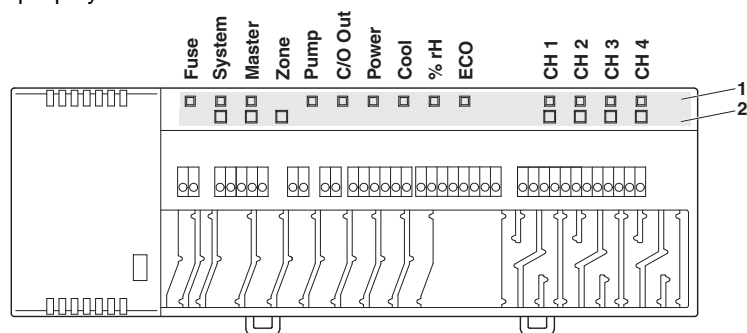 Fuse
System
Master
Zone
Pump
C/O Out
Power
Cool
% rH
ECO
CH 1
CH 2
CH 3
CH 4
1
2